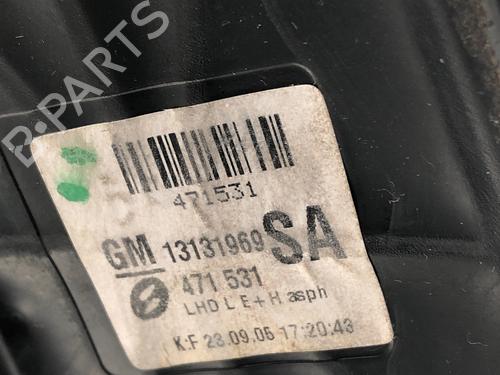 B-PARTS
471531
GM 13131969 SA
471 531
LHD L E+H asph
K:F 23.09.05 17:20:43